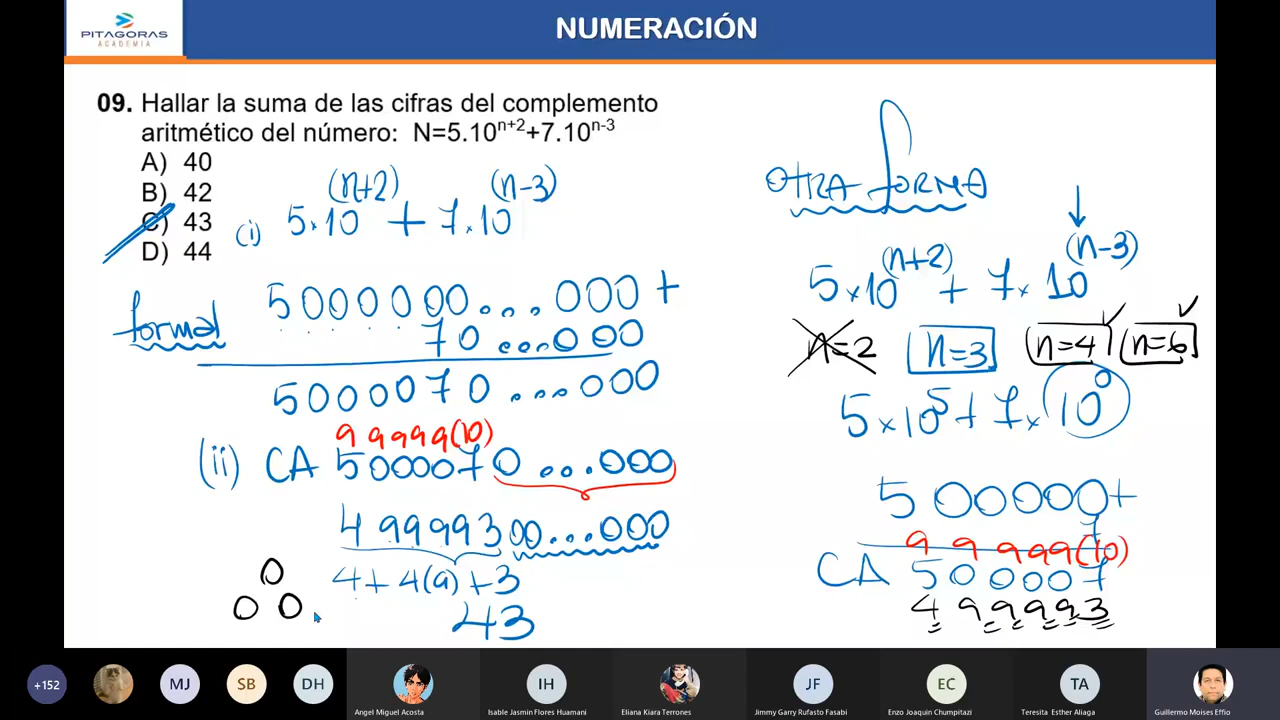 PITAGORAS
ACADEMIA
NUMERACIÓN
09. Hallar la suma de las cifras del complemento
aritmético del número: N=5.10^{n+2}+7.10^{n-3}
A) 40
B) 42
C) 43
D) 44
(i) 5.10^(n+2) + 7.10^(n-3)
formal
5000000...000+
70...000
5000070...000
99999(10)
(ii) CA 5000070....000
49999300...000
4+4(9)+3
43
000
OTRA forma
5×10^(n+2) + 7×10^(n-3)
n=2 n=3 n=4 n=6
5×10^5+7×10^0
500000+
7
99999(10)
CA 500007
499993
+152
MJ
SB
DH
IH
JF
EC
TA
Angel Miguel Acosta
Isable Jasmin Flores Huamani
Eliana Kiara Terrones
Jimmy Garry Rufasto Fasabi
Enzo Joaquin Chumpitazi
Teresita Esther Aliaga
Guillermo Moises Effio